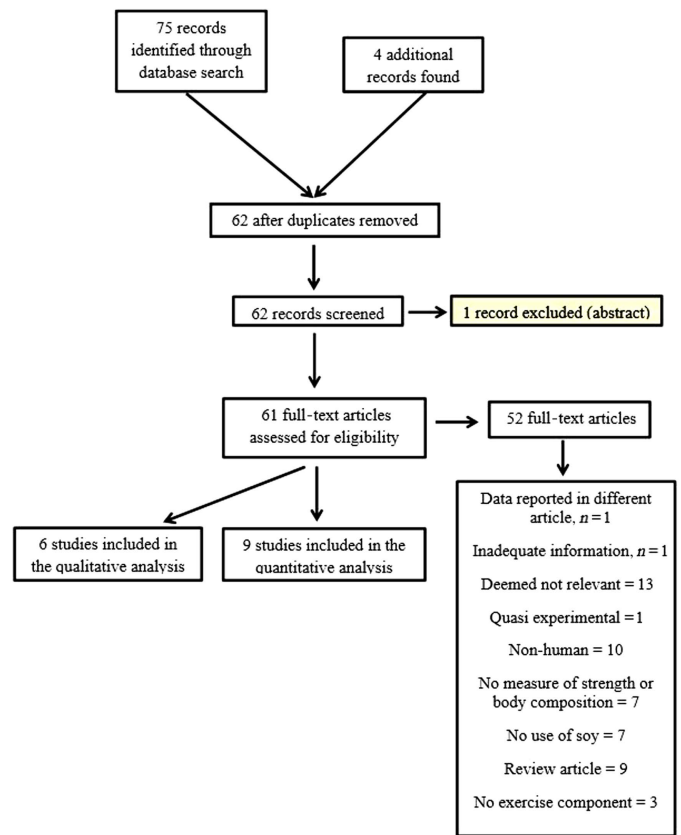 75 records
identified through
database search
4 additional
records found
62 after duplicates removed
62 records screened
1 record excluded (abstract)
61 full-text articles
assessed for eligibility
52 full-text articles
6 studies included in
the qualitative analysis
9 studies included in the
quantitative analysis
Data reported in different
article, n = 1
Inadequate information, n = 1
Deemed not relevant = 13
Quasi experimental = 1
Non-human = 10
No measure of strength or
body composition = 7
No use of soy = 7
Review article = 9
No exercise component = 3